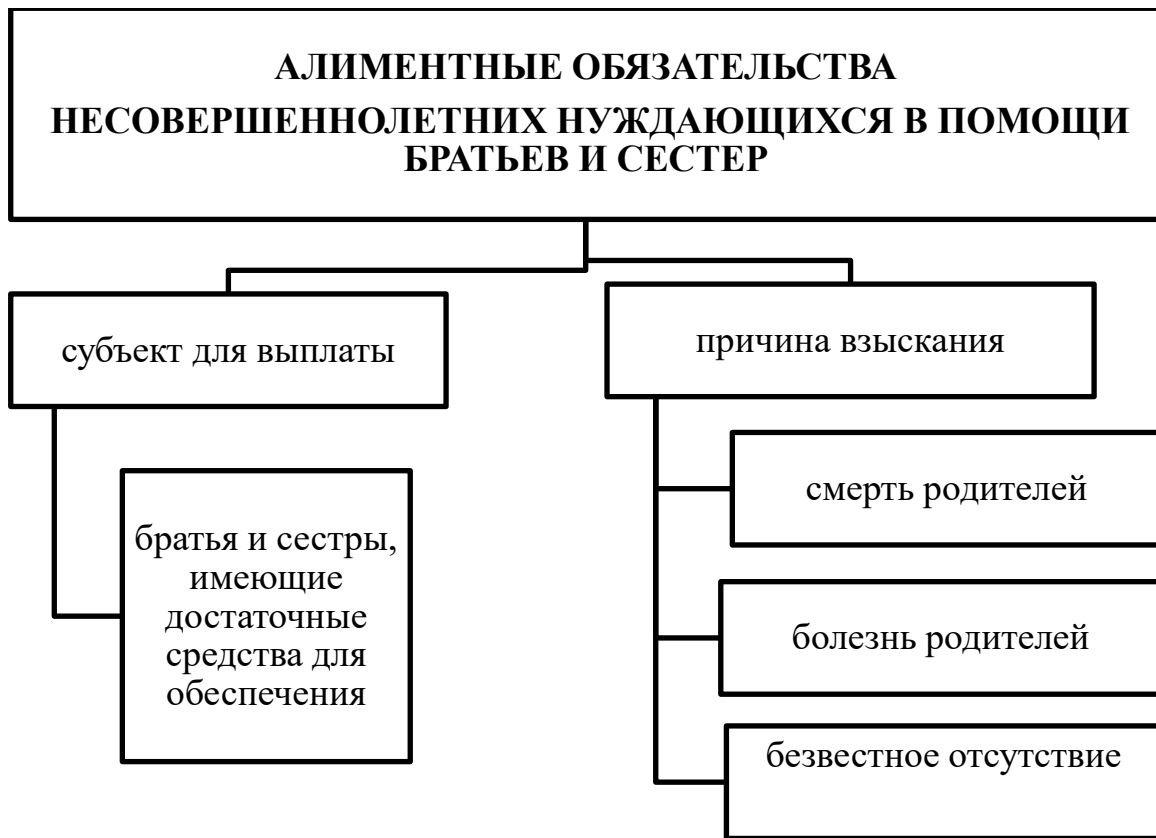 АЛИМЕНТНЫЕ ОБЯЗАТЕЛЬСТВА
НЕСОВЕРШЕННОЛЕТНИХ НУЖДАЮЩИХСЯ В ПОМОЩИ
БРАТЬЕВ И СЕСТЕР
субъект для выплаты
братья и сестры,
имеющие
достаточные
средства для
обеспечения
причина взыскания
смерть родителей
болезнь родителей
безвестное отсутствие